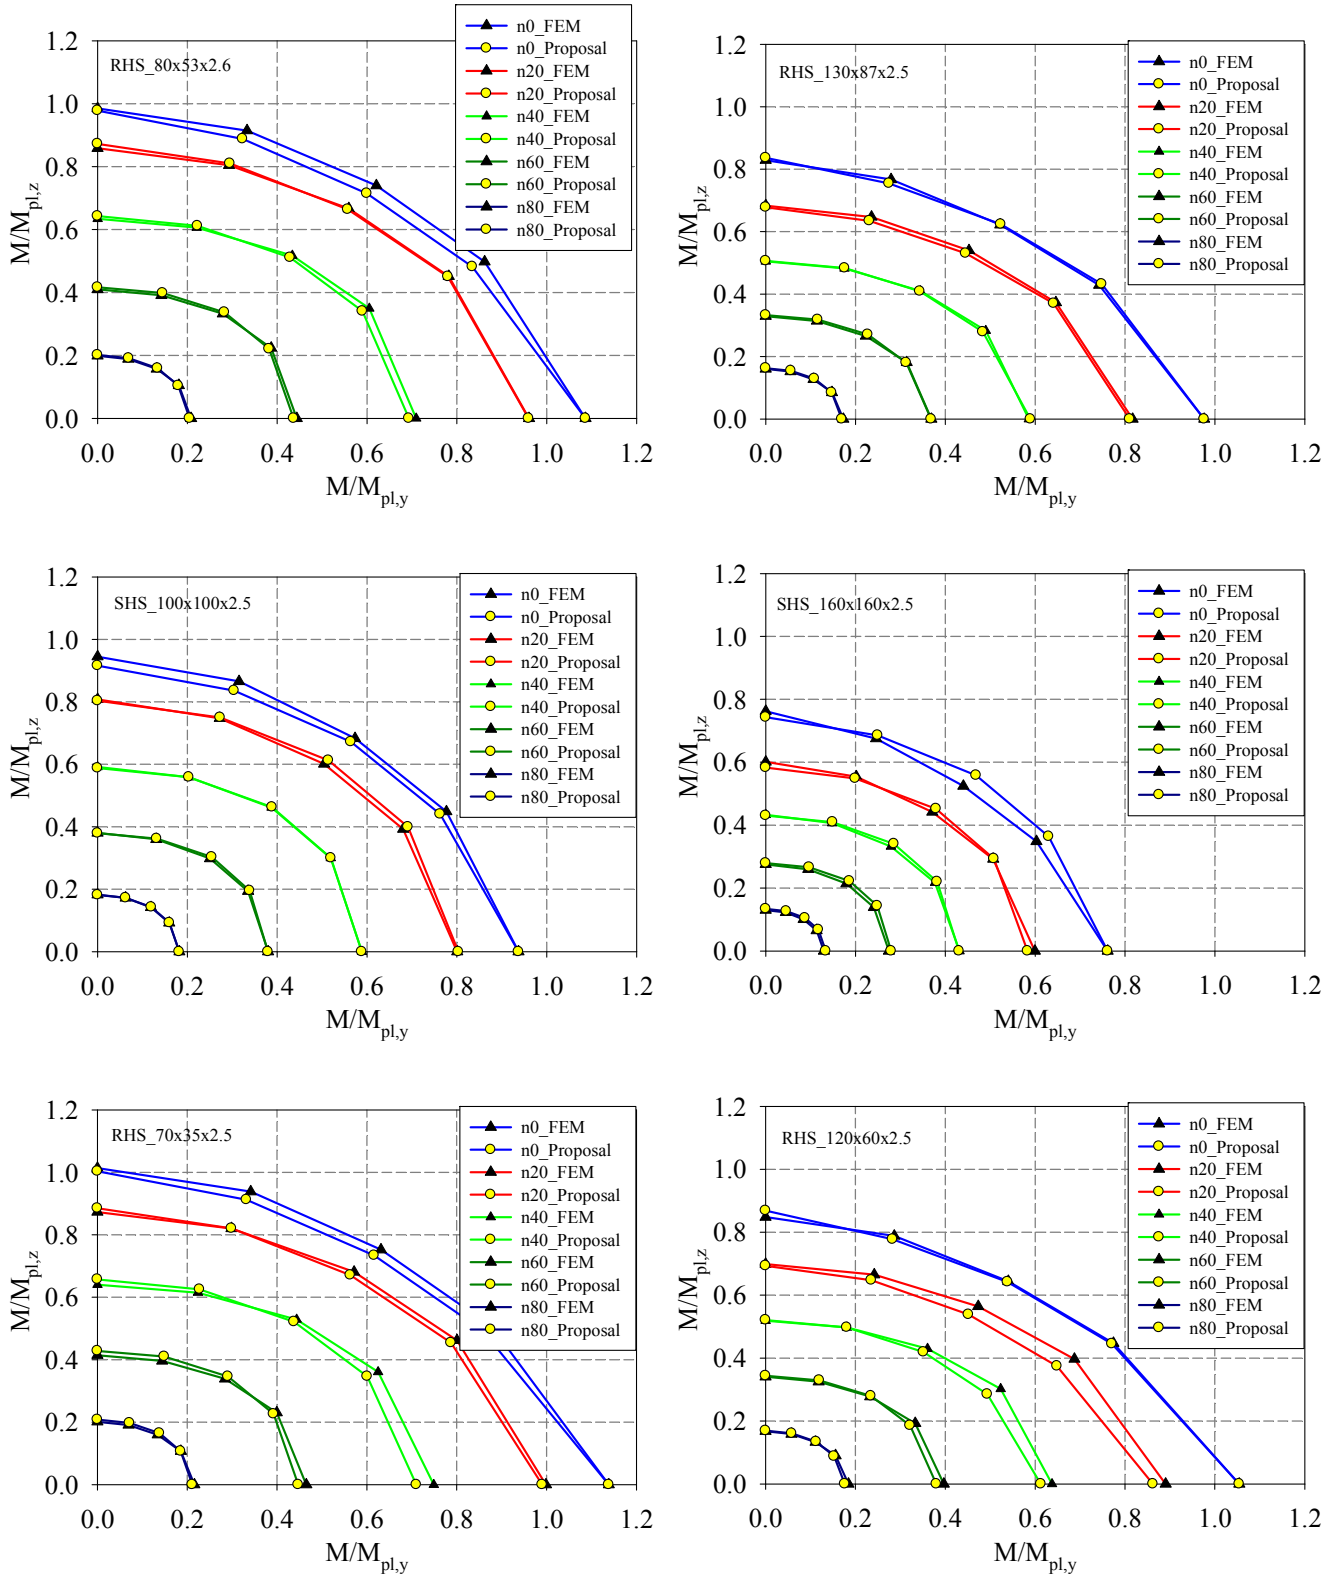 RHS_80x53x2.6
n0_FEM
n0_Proposal
n20_FEM
n20_Proposal
n40_FEM
n40_Proposal
n60_FEM
n60_Proposal
n80_FEM
n80_Proposal
M/Mpl,z
1.2
1.0
0.8
0.6
0.4
0.2
0.0
0.0 0.2 0.4 0.6 0.8 1.0 1.2
M/Mpl,y
RHS_130x87x2.5
n0_FEM
n0_Proposal
n20_FEM
n20_Proposal
n40_FEM
n40_Proposal
n60_FEM
n60_Proposal
n80_FEM
n80_Proposal
M/Mpl,z
1.2
1.0
0.8
0.6
0.4
0.2
0.0
0.0 0.2 0.4 0.6 0.8 1.0 1.2
M/Mpl,y
SHS_100x100x2.5
n0_FEM
n0_Proposal
n20_FEM
n20_Proposal
n40_FEM
n40_Proposal
n60_FEM
n60_Proposal
n80_FEM
n80_Proposal
M/Mpl,z
1.2
1.0
0.8
0.6
0.4
0.2
0.0
0.0 0.2 0.4 0.6 0.8 1.0 1.2
M/Mpl,y
SHS_160x160x2.5
n0_FEM
n0_Proposal
n20_FEM
n20_Proposal
n40_FEM
n40_Proposal
n60_FEM
n60_Proposal
n80_FEM
n80_Proposal
M/Mpl,z
1.2
1.0
0.8
0.6
0.4
0.2
0.0
0.0 0.2 0.4 0.6 0.8 1.0 1.2
M/Mpl,y
RHS_70x35x2.5
n0_FEM
n0_Proposal
n20_FEM
n20_Proposal
n40_FEM
n40_Proposal
n60_FEM
n60_Proposal
n80_FEM
n80_Proposal
M/Mpl,z
1.2
1.0
0.8
0.6
0.4
0.2
0.0
0.0 0.2 0.4 0.6 0.8 1.0 1.2
M/Mpl,y
RHS_120x60x2.5
n0_FEM
n0_Proposal
n20_FEM
n20_Proposal
n40_FEM
n40_Proposal
n60_FEM
n60_Proposal
n80_FEM
n80_Proposal
M/Mpl,z
1.2
1.0
0.8
0.6
0.4
0.2
0.0
0.0 0.2 0.4 0.6 0.8 1.0 1.2
M/Mpl,y